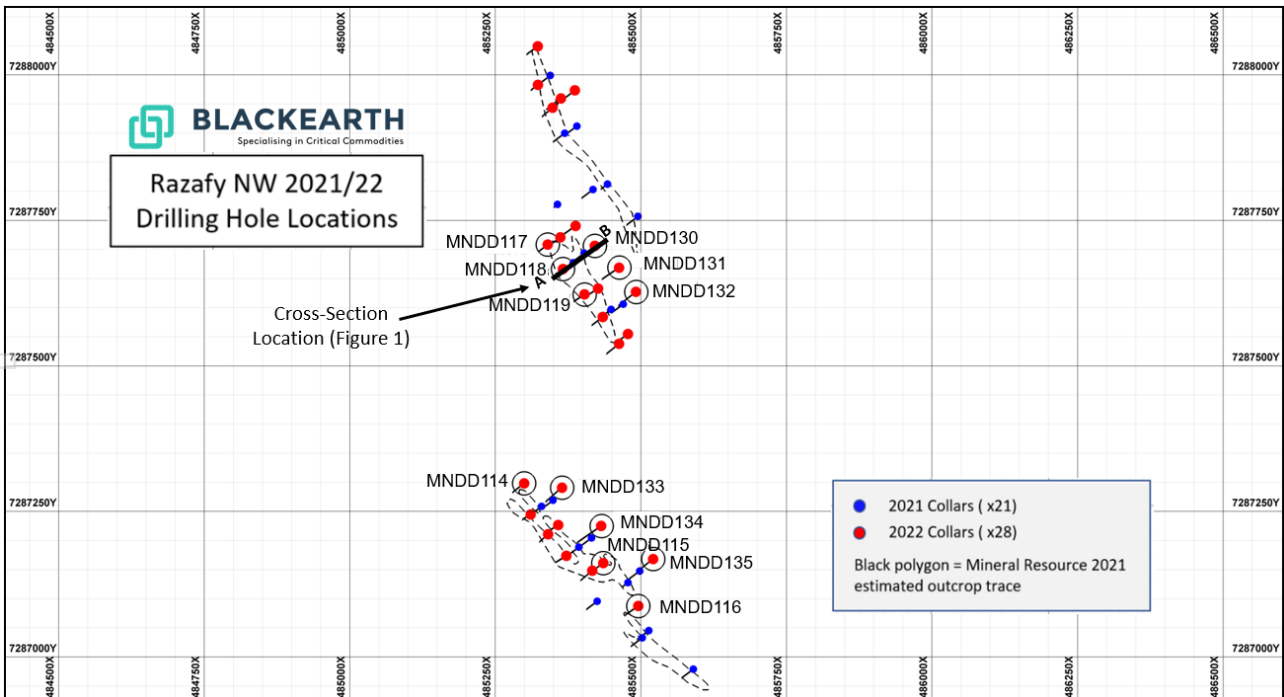 484500X
484750X
485000X
485250X
485500X
485750X
486000X
486250X
486500X
7288000Y
7288000Y
BLACKEARTH
Specialising in Critical Commodities
Razafy NW 2021/22
Drilling Hole Locations
7287750Y
7287750Y
MNDD117
B
MNDD130
MNDD118
MNDD131
A
MNDD132
MNDD119
Cross-Section
Location (Figure 1)
7287500Y
7287500Y
MNDD114
MNDD133
7287250Y
7287250Y
MNDD134
MNDD115
MNDD135
MNDD116
2021 Collars ( x21)
2022 Collars ( x28)
Black polygon = Mineral Resource 2021
estimated outcrop trace
7287000Y
7287000Y
484500X
484750X
485000X
485250X
485500X
485750X
486000X
486250X
486500X